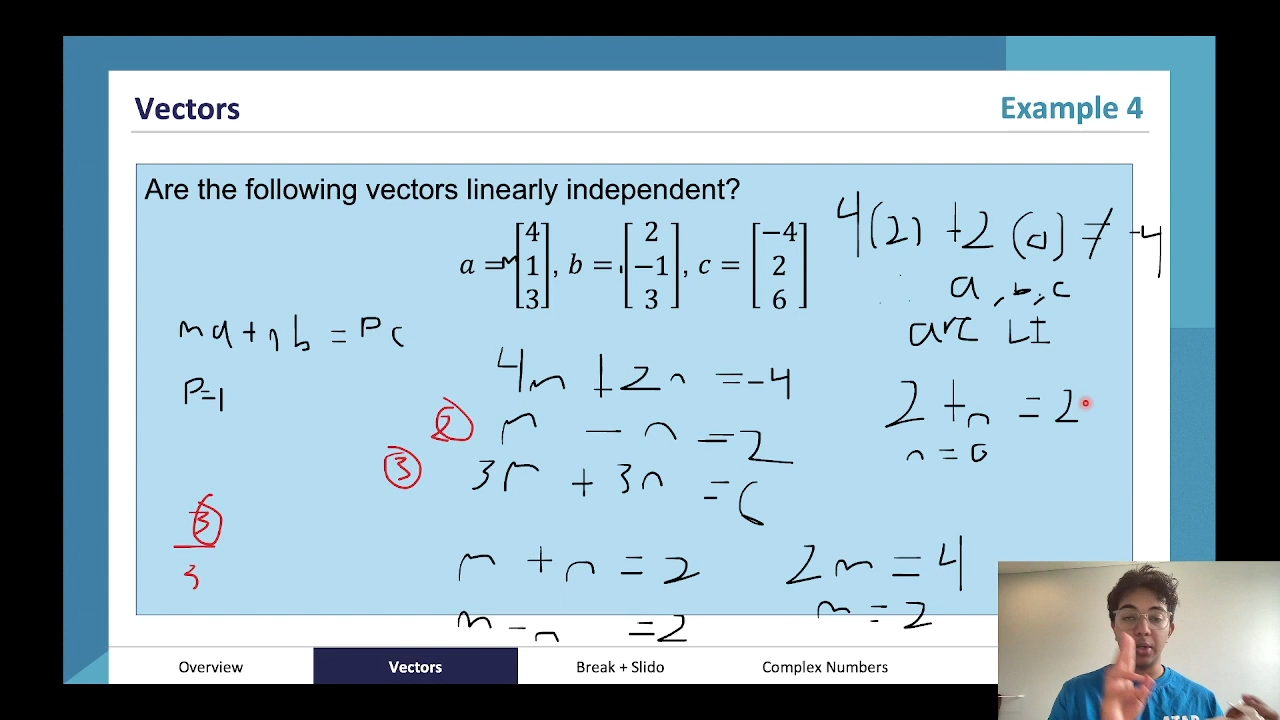 Vectors
Example 4
Are the following vectors linearly independent?
a = m[4 1 3], b = [2 -1 3], c = [-4 2 6]
4(2) + 2(0) ≠ -4
a, b, c
are LI
ma + nb = Pc
P=1
4m + 2n = -4
② m - n = 2
③ 3m + 3n = 6
2 + n = 2
n = 0
③
3
m + n = 2
m - n = 2
2m = 4
m = 2
Overview
Vectors
Break + Slido
Complex Numbers